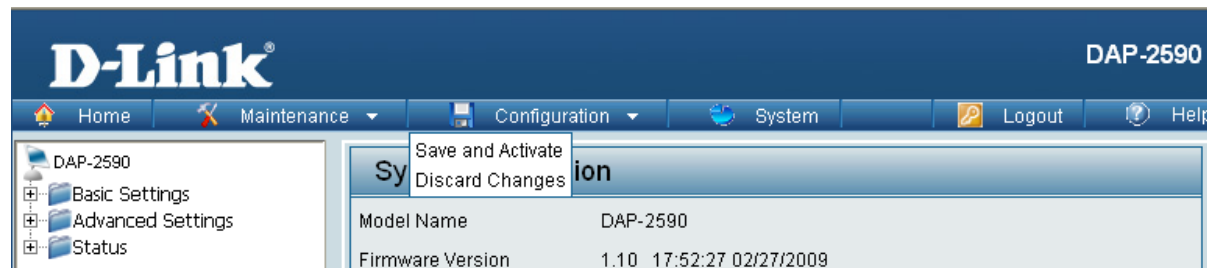 D-Link®
DAP-2590
Home Maintenance Configuration System Logout Help
DAP-2590
Basic Settings
Advanced Settings
Status
Save and Activate
Discard Changes
Sy ion
Model Name DAP-2590
Firmware Version 1.10 17:52:27 02/27/2009